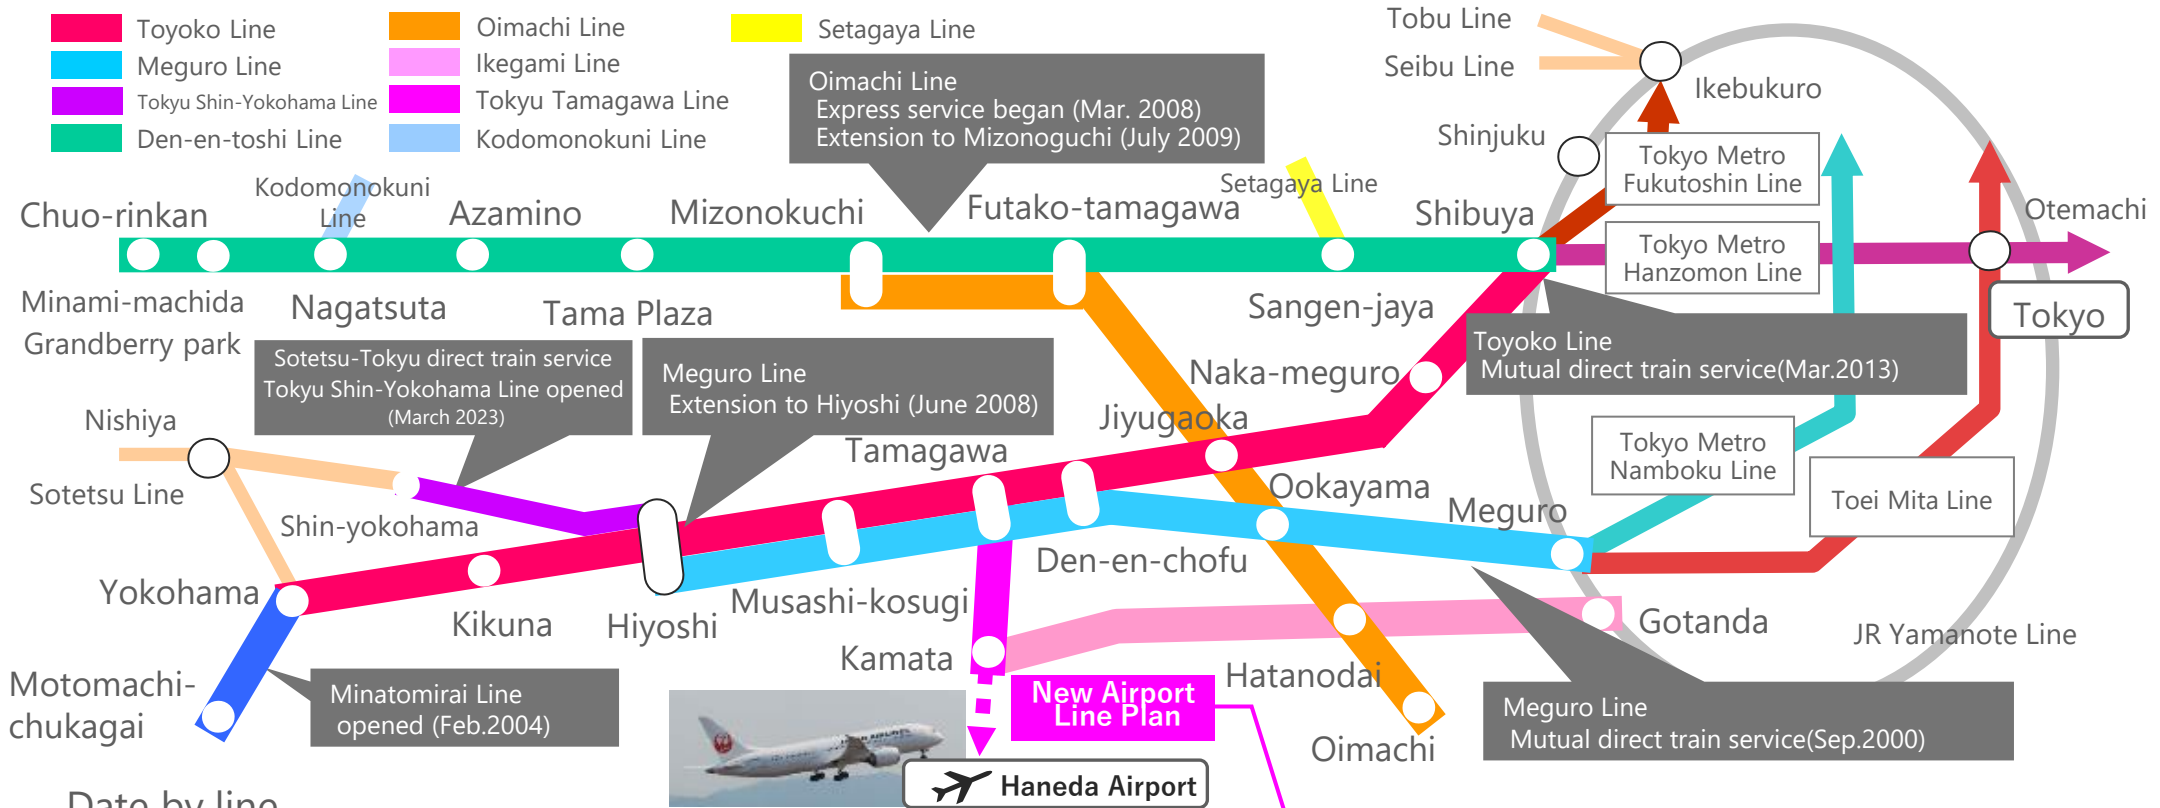 Toyoko Line
Oimachi Line
Setagaya Line
Meguro Line
Ikegami Line
Tokyu Shin-Yokohama Line
Tokyu Tamagawa Line
Den-en-toshi Line
Kodomonokuni Line
Oimachi Line
Express service began (Mar. 2008)
Extension to Mizonoguchi (July 2009)
Tobu Line
Seibu Line
Ikebukuro
Shinjuku
Tokyo Metro
Fukutoshin Line
Kodomonokuni
Line
Setagaya Line
Chuo-rinkan
Azamino
Mizonokuchi
Futako-tamagawa
Shibuya
Otemachi
Tokyo Metro
Hanzomon Line
Minami-machida
Grandberry park
Nagatsuta
Tama Plaza
Sangen-jaya
Tokyo
Sotetsu-Tokyu direct train service
Tokyu Shin-Yokohama Line opened
(March 2023)
Meguro Line
Extension to Hiyoshi (June 2008)
Toyoko Line
Mutual direct train service(Mar.2013)
Naka-meguro
Jiyugaoka
Nishiya
Tamagawa
Tokyo Metro
Namboku Line
Sotetsu Line
Shin-yokohama
Ookayama
Meguro
Toei Mita Line
Den-en-chofu
Yokohama
Kikuna
Hiyoshi
Musashi-kosugi
Gotanda
JR Yamanote Line
Kamata
Hatanodai
Motomachi-
chukagai
Minatomirai Line
opened (Feb.2004)
New Airport
Line Plan
Meguro Line
Mutual direct train service(Sep.2000)
Oimachi
Haneda Airport
Date by line